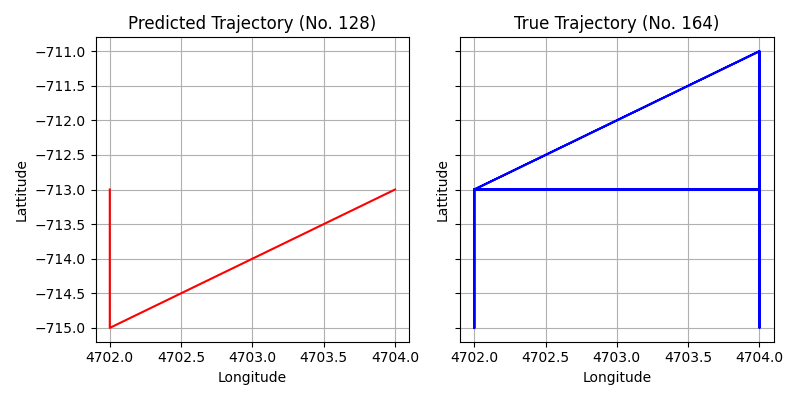 Predicted Trajectory (No. 128)
True Trajectory (No. 164)
−711.0
−711.5
−712.0
−712.5
−713.0
−713.5
−714.0
−714.5
−715.0
Lattitude
Lattitude
4702.0 4702.5 4703.0 4703.5 4704.0
4702.0 4702.5 4703.0 4703.5 4704.0
Longitude
Longitude